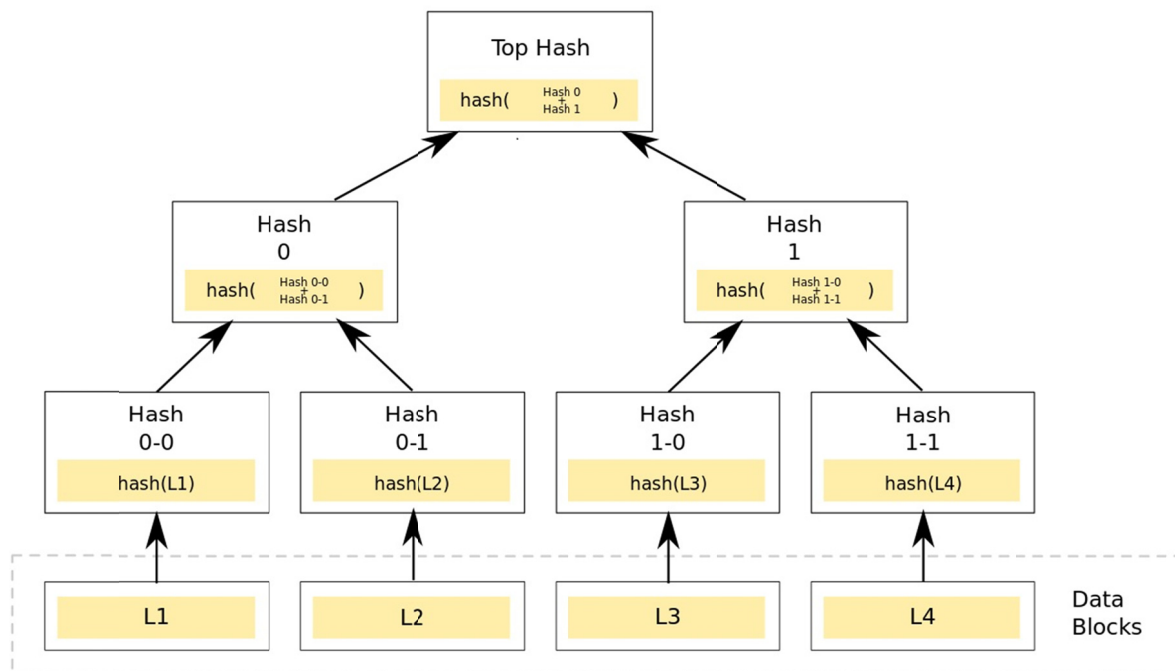 Top Hash
hash( Hash 0 + Hash 1 )
Hash
0
hash( Hash 0-0 + Hash 0-1 )
Hash
1
hash( Hash 1-0 + Hash 1-1 )
Hash
0-0
hash(L1)
Hash
0-1
hash(L2)
Hash
1-0
hash(L3)
Hash
1-1
hash(L4)
L1
L2
L3
L4
Data
Blocks